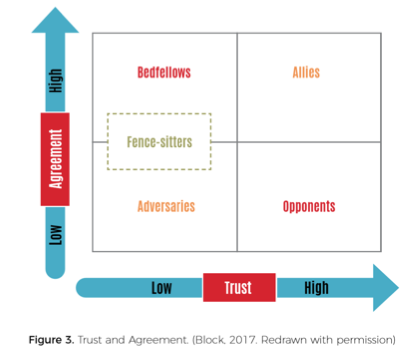 High
Agreement
Low
Bedfellows
Allies
Fence-sitters
Adversaries
Opponents
Low
Trust
High
Figure 3. Trust and Agreement. (Block, 2017. Redrawn with permission)